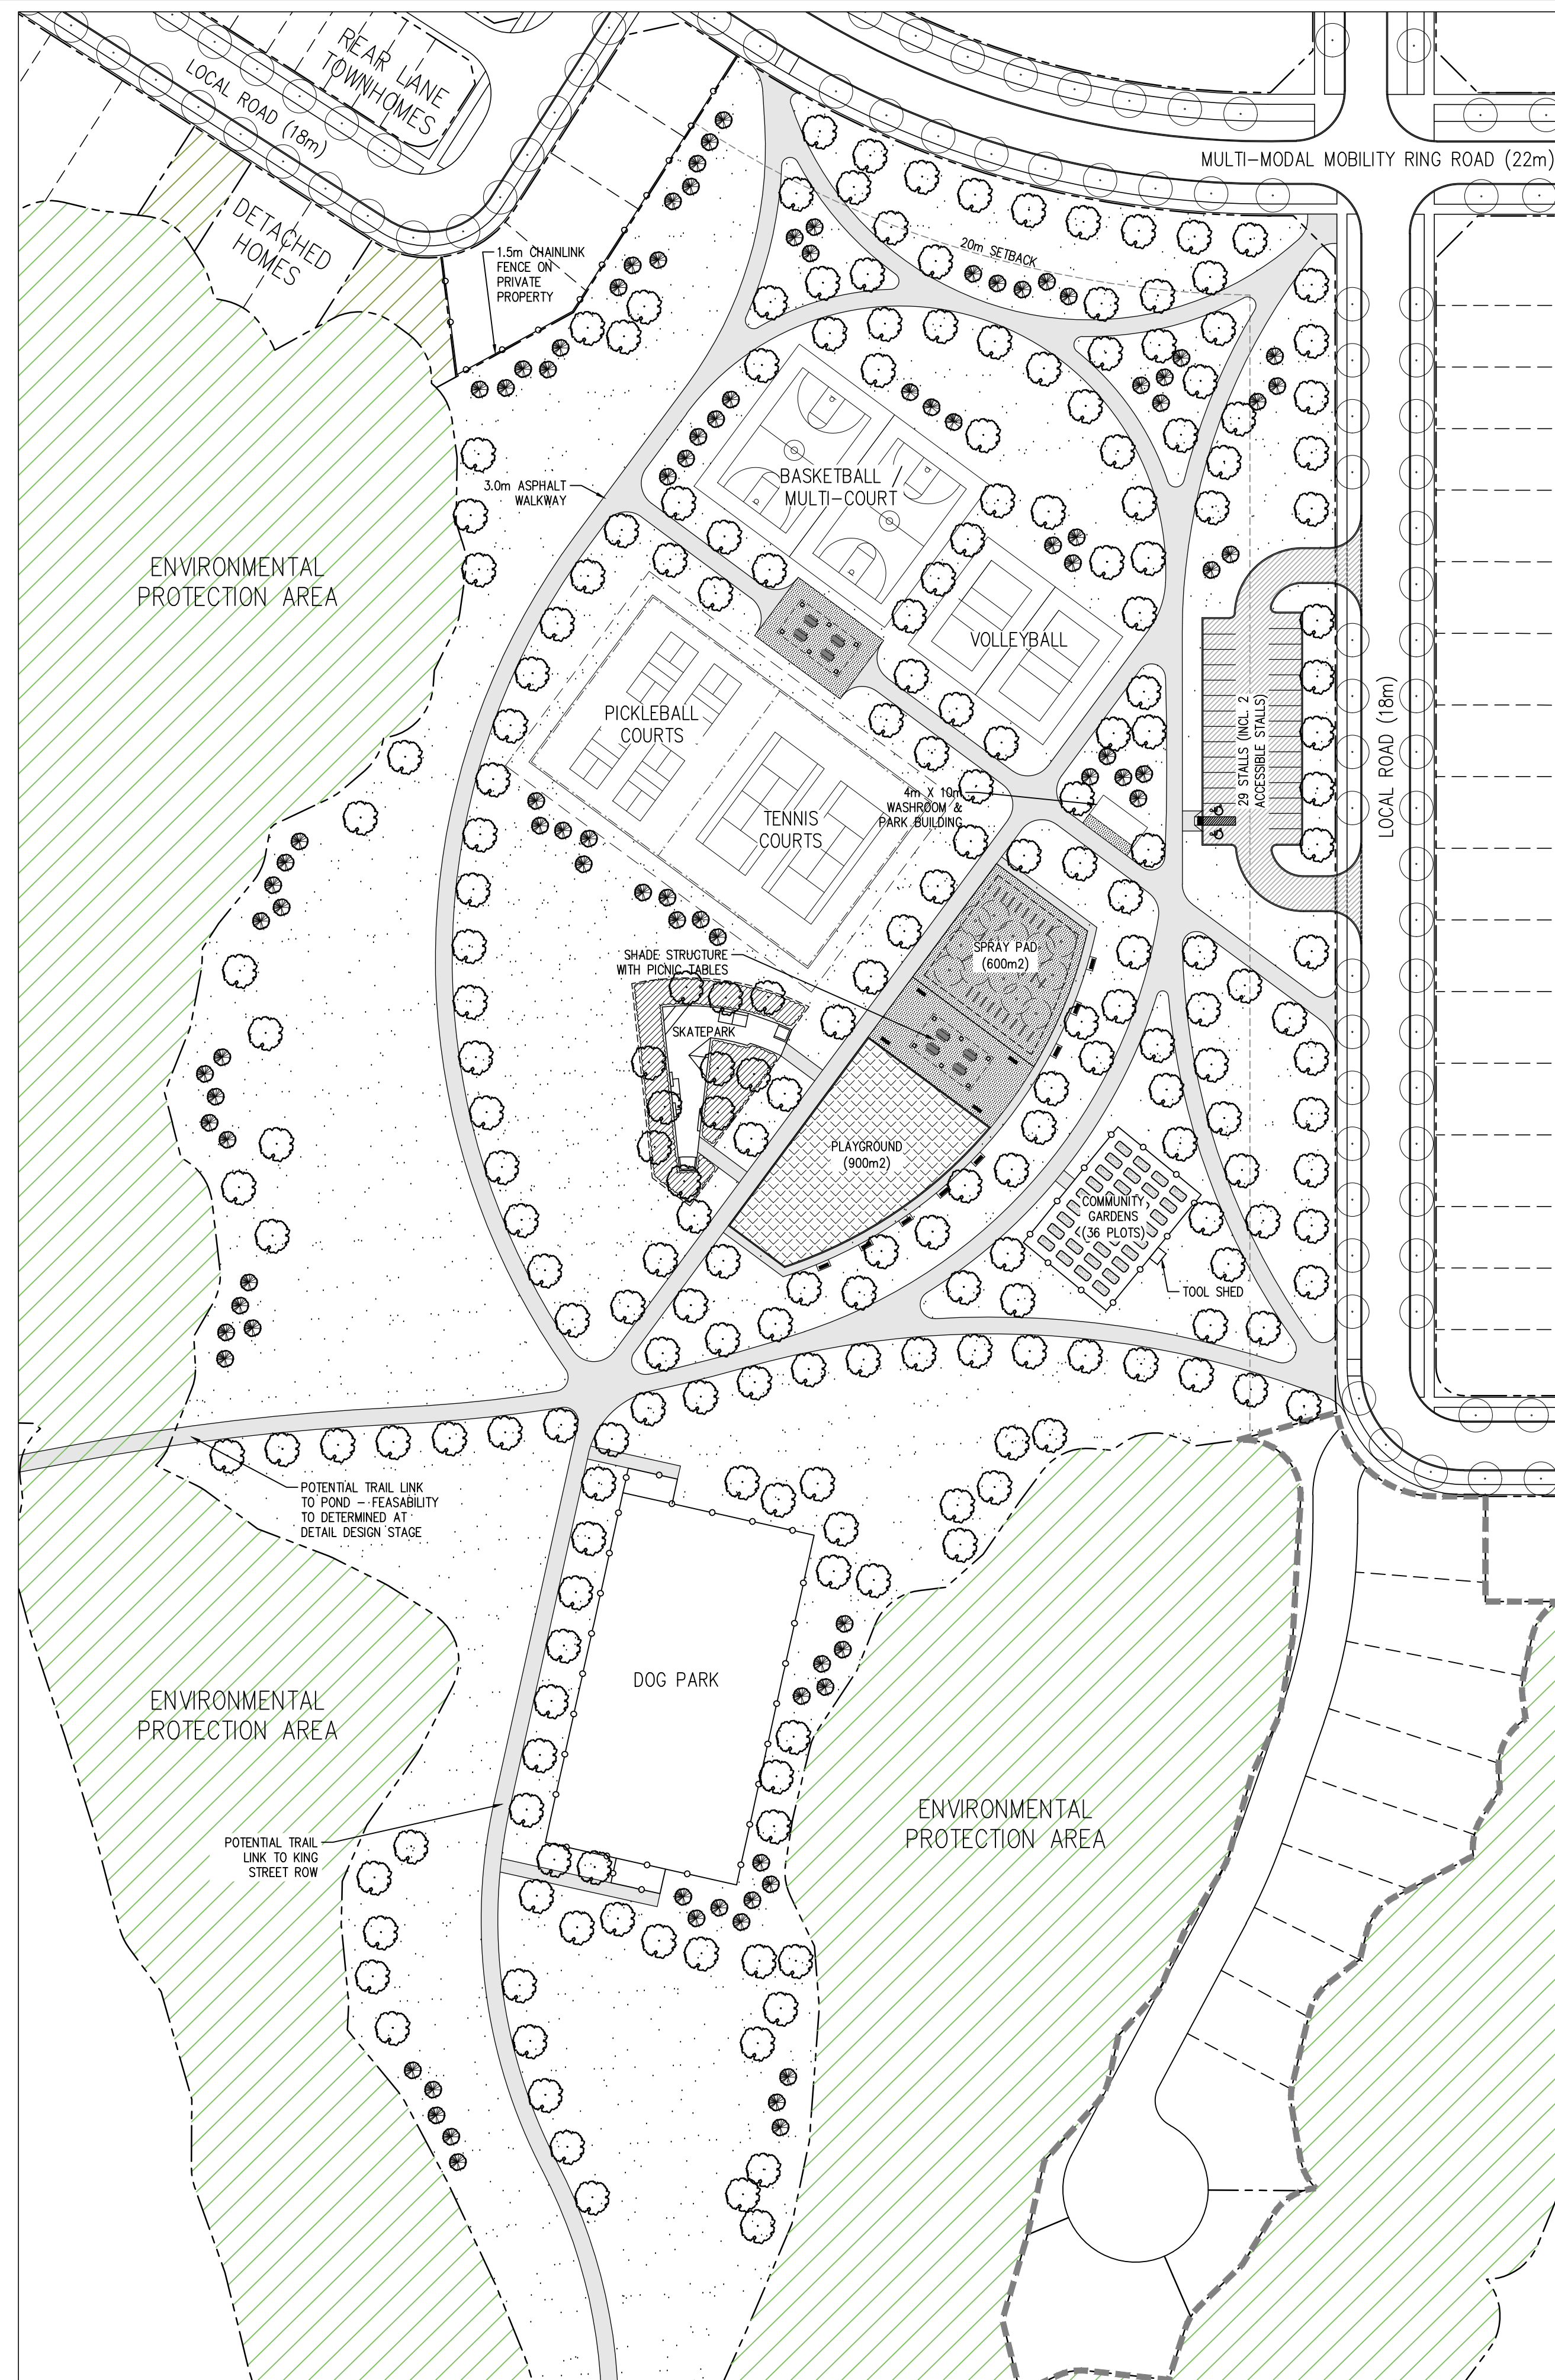 REAR LANE
TOWNHOMES
LOCAL ROAD (18m)
MULTI-MODAL MOBILITY RING ROAD (22m)
DETACHED
HOMES
1.5m CHAINLINK
FENCE ON
PRIVATE
PROPERTY
20m SETBACK
3.0m ASPHALT
WALKWAY
BASKETBALL
MULTI-COURT
ENVIRONMENTAL
PROTECTION AREA
VOLLEYBALL
PICKLEBALL
COURTS
29 STALLS (INCL. 2
ACCESSIBLE STALLS)
LOCAL ROAD (18m)
4m X 10m
WASHROOM &
PARK BUILDING
TENNIS
COURTS
SHADE STRUCTURE
WITH PICNIC TABLES
SPRAY PAD
(600m2)
SKATEPARK
PLAYGROUND
(900m2)
COMMUNITY
GARDENS
(36 PLOTS)
TOOL SHED
POTENTIAL TRAIL LINK
TO POND - FEASABILITY
TO DETERMINED AT
DETAIL DESIGN STAGE
DOG PARK
ENVIRONMENTAL
PROTECTION AREA
ENVIRONMENTAL
PROTECTION AREA
POTENTIAL TRAIL
LINK TO KING
STREET ROW